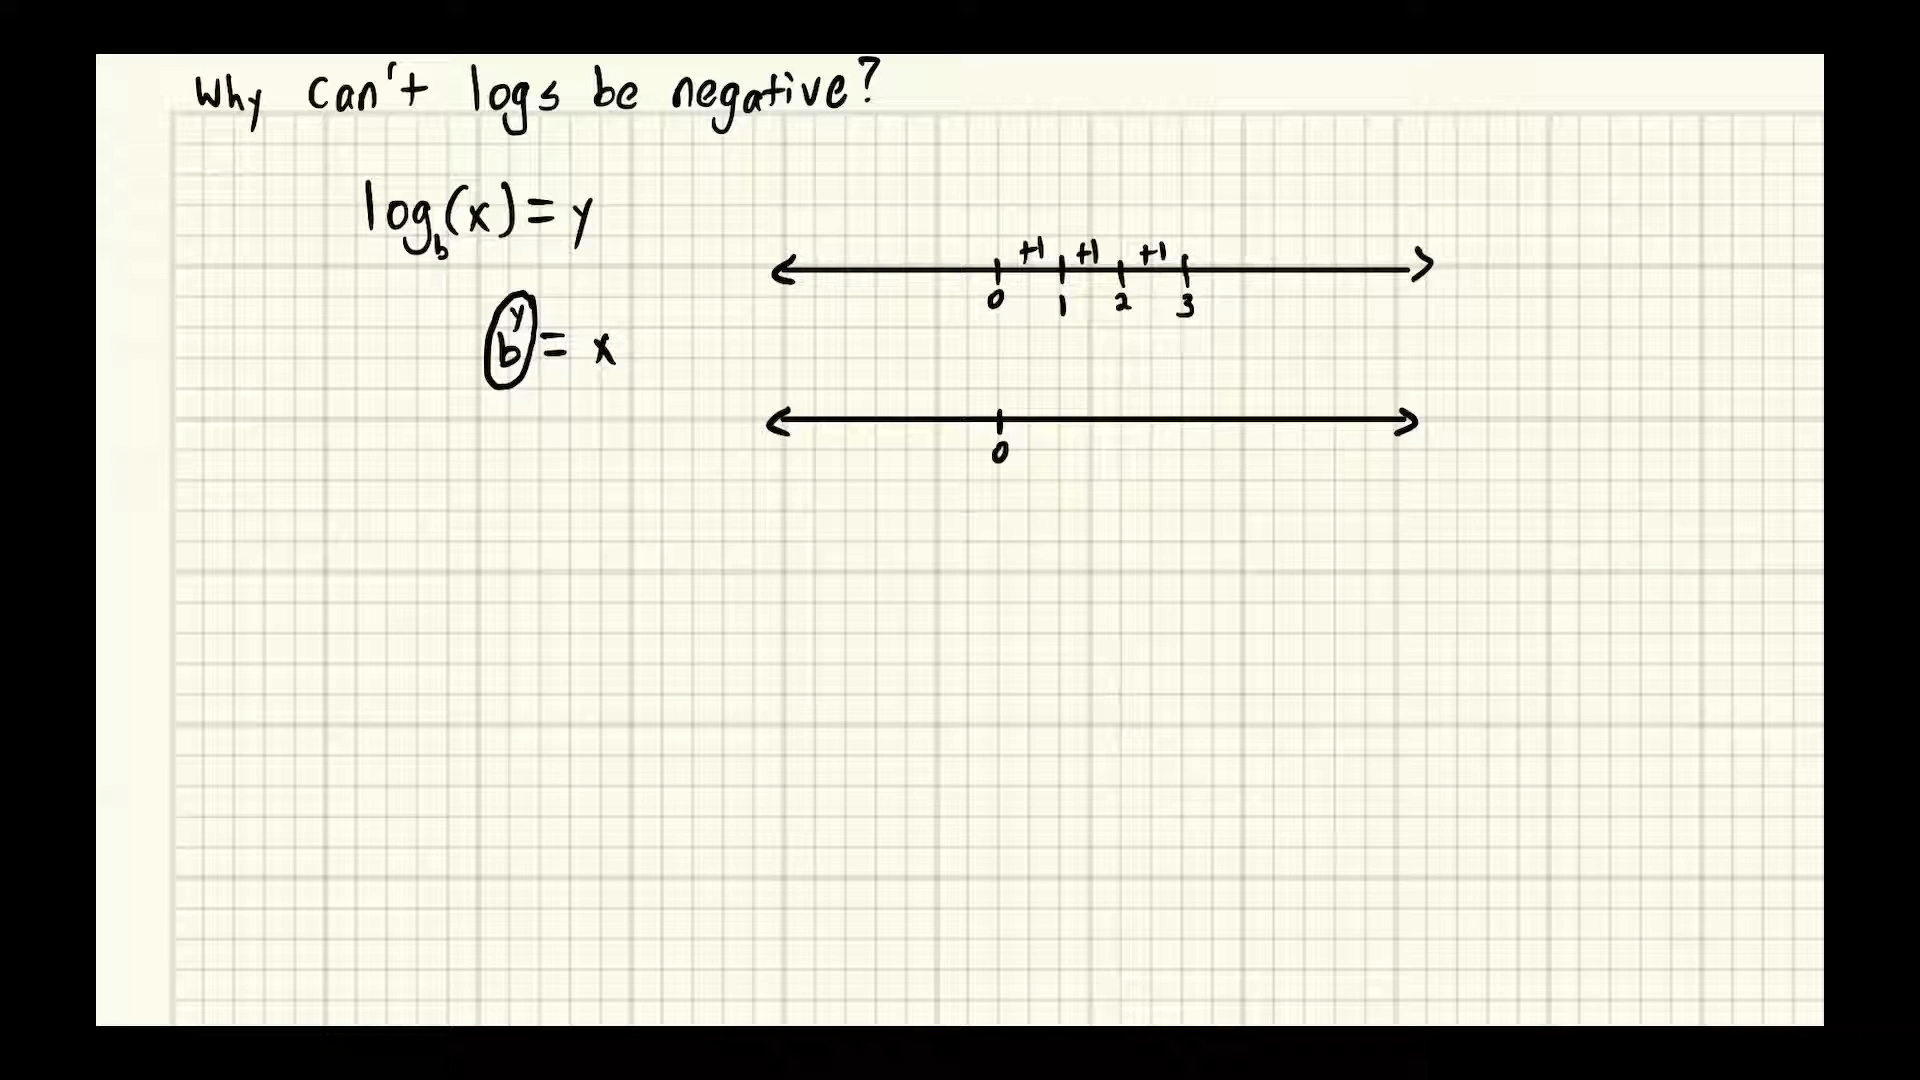 Why can't logs be negative?
log_b(x) = y
b^y = x
+1 +1 +1
0 1 2 3
0